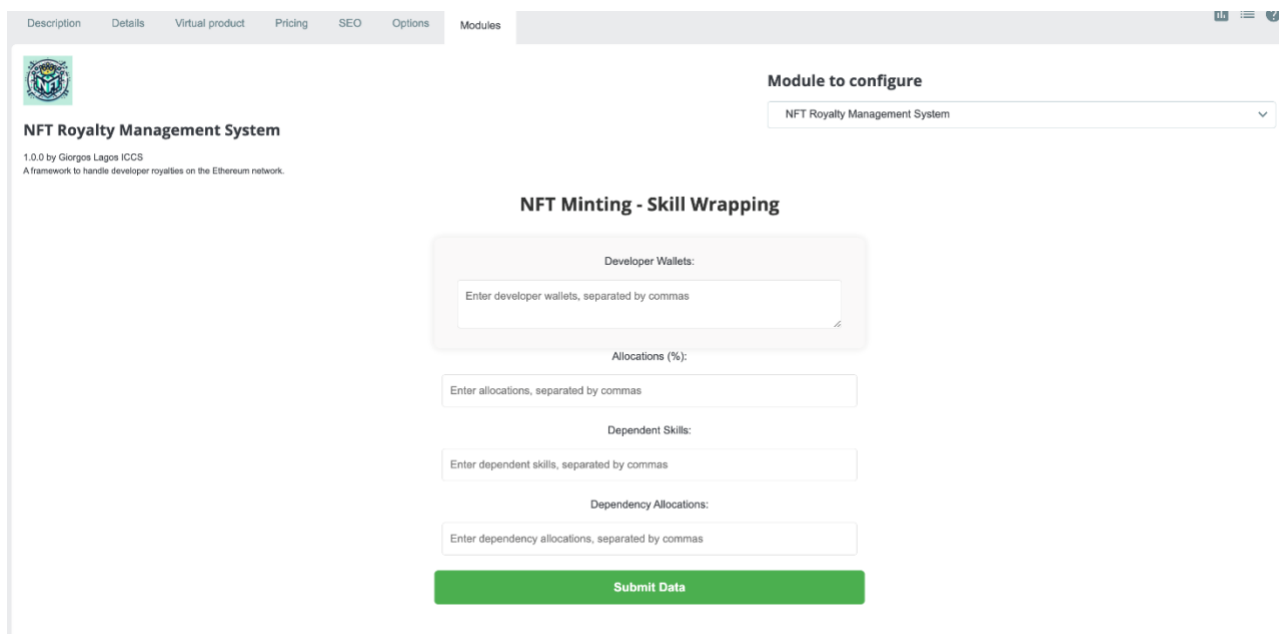 Description Details Virtual product Pricing SEO Options Modules
NFT Royalty Management System
1.0.0 by Giorgos Lagos ICCS
A framework to handle developer royalties on the Ethereum network.
Module to configure
NFT Royalty Management System
NFT Minting - Skill Wrapping
Developer Wallets:
Enter developer wallets, separated by commas
Allocations (%):
Enter allocations, separated by commas
Dependent Skills:
Enter dependent skills, separated by commas
Dependency Allocations:
Enter dependency allocations, separated by commas
Submit Data